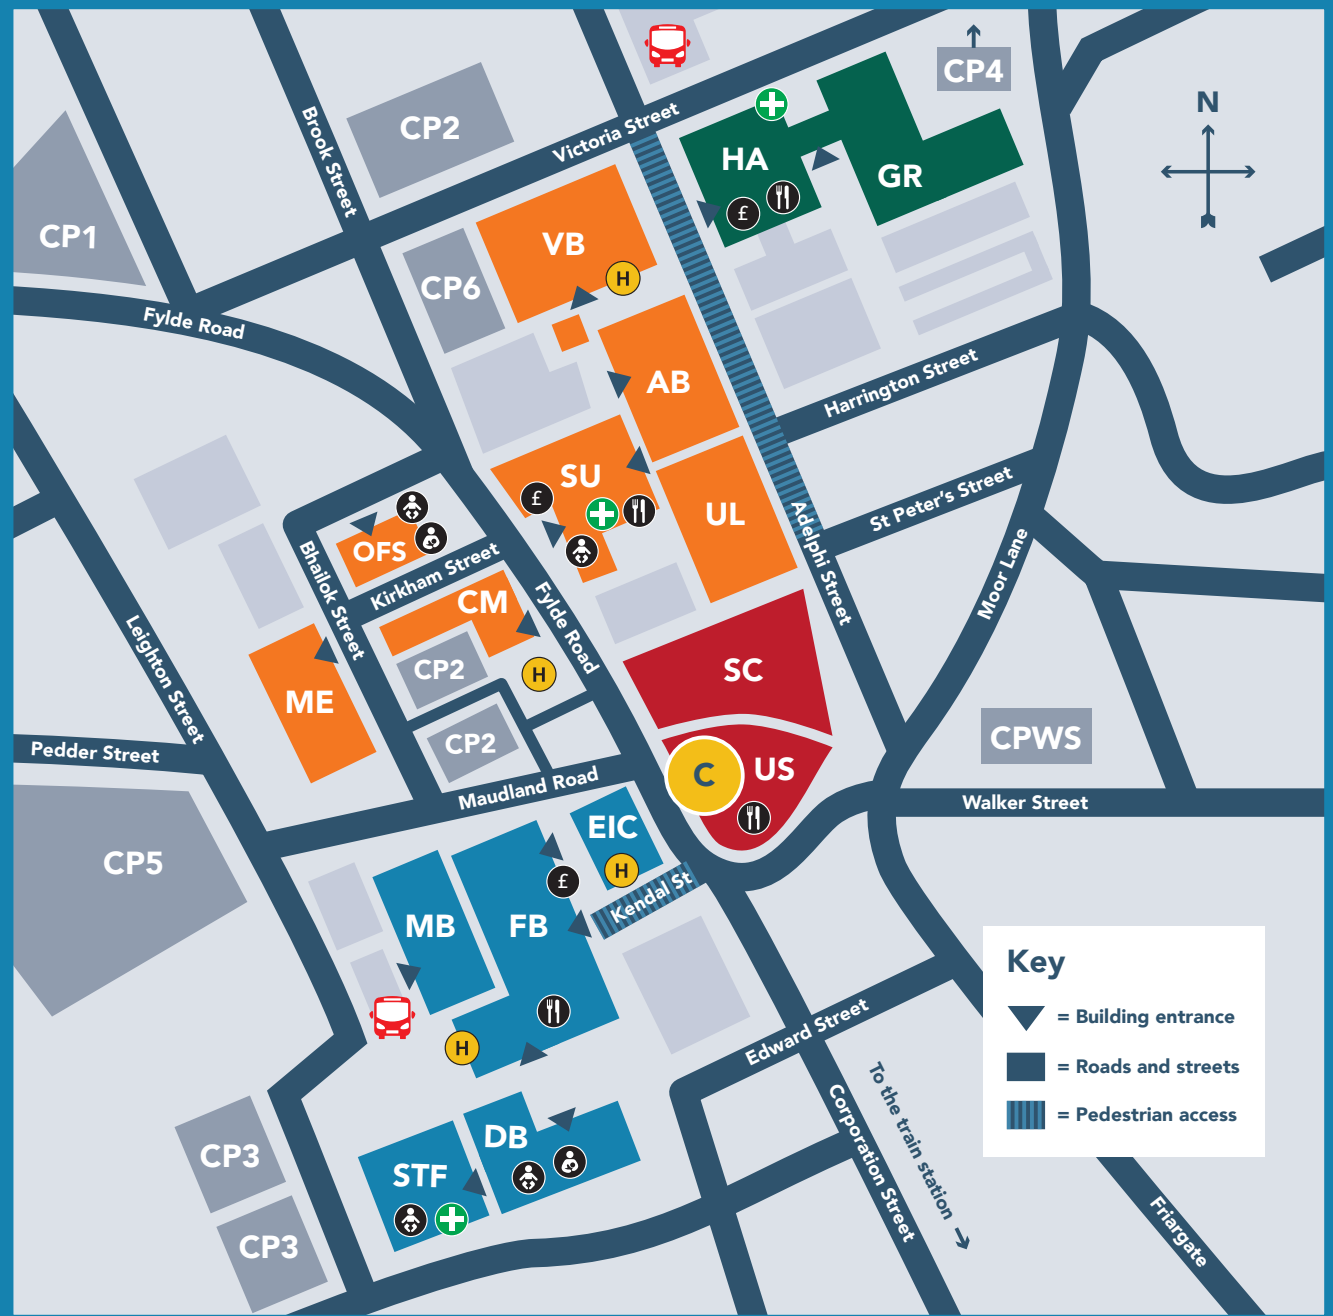 CP4
N
Brook Street
CP2
Victoria Street
HA
GR
£
CP1
VB
H
CP6
Fylde Road
AB
Harrington Street
SU
£
UL
Adelphi Street
St Peter's Street
OFS
Bhailok Street
Kirkham Street
CM
Fylde Road
Moor Lane
Leighton Street
CP2
H
SC
ME
Pedder Street
CP2
C
US
CPWS
Maudland Road
Walker Street
EIC
H
CP5
£
MB
FB
Kendal St
H
Edward Street
Key
= Building entrance
= Roads and streets
= Pedestrian access
To the train station
Corporation Street
CP3
STF
DB
CP3
Friargate